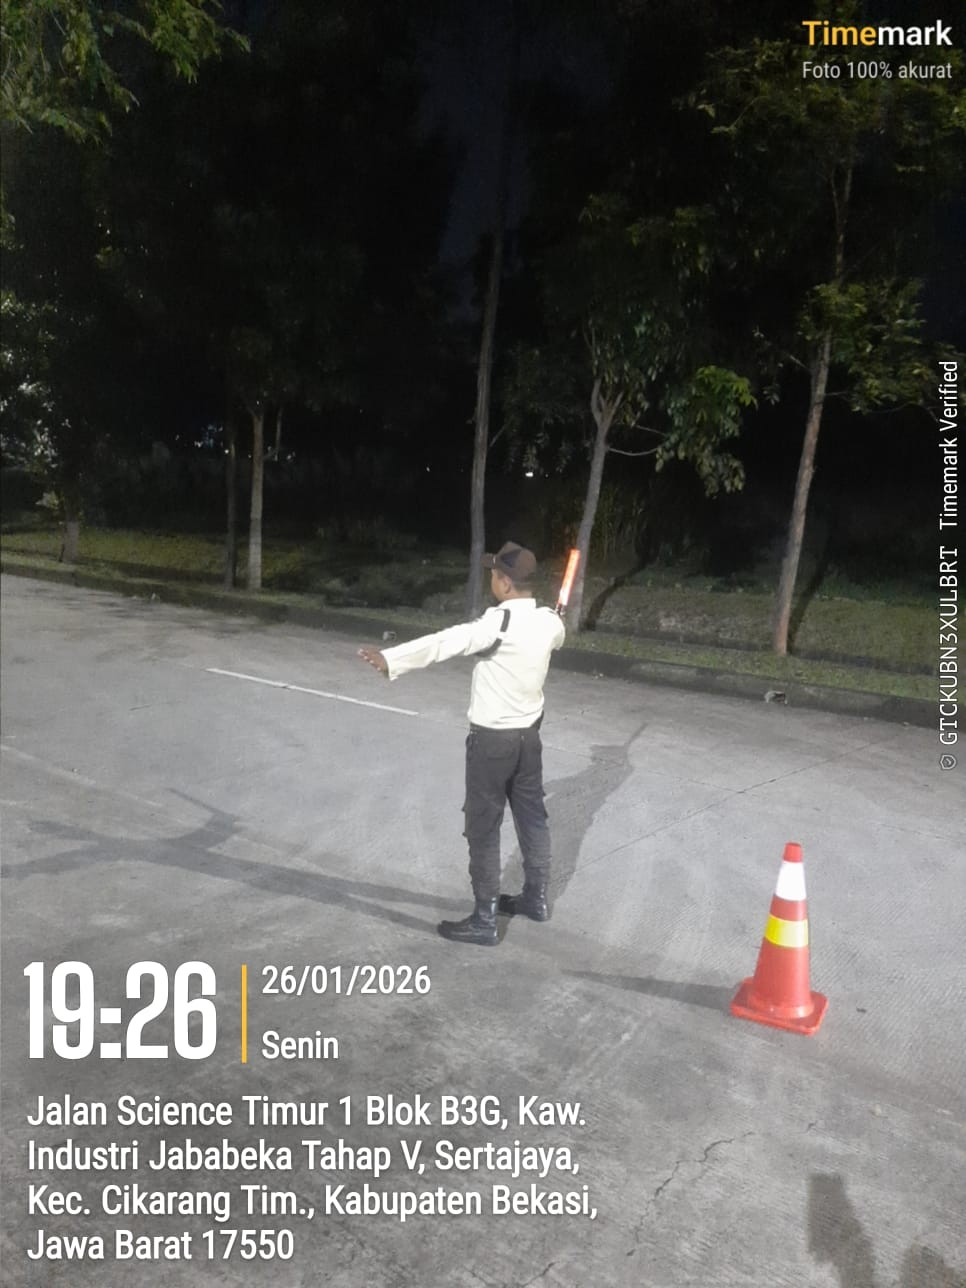 Timemark
Foto 100% akurat
GTCKUBN3XULBRT Timemark Verified
19:26
26/01/2026
Senin
Jalan Science Timur 1 Blok B3G, Kaw.
Industri Jababeka Tahap V, Sertajaya,
Kec. Cikarang Tim., Kabupaten Bekasi,
Jawa Barat 17550